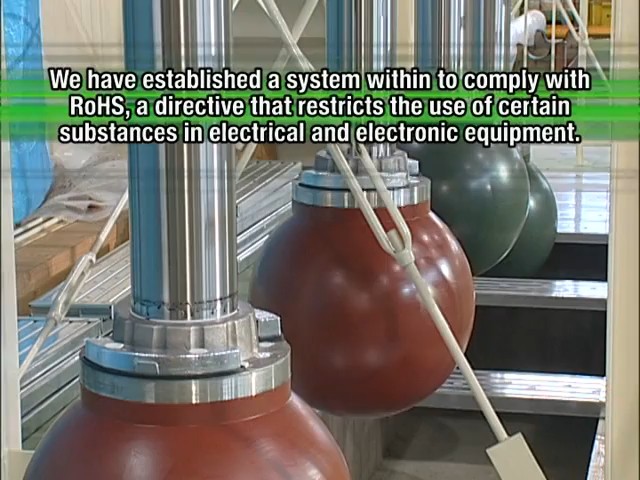 We have established a system within to comply with
RoHS, a directive that restricts the use of certain
substances in electrical and electronic equipment.